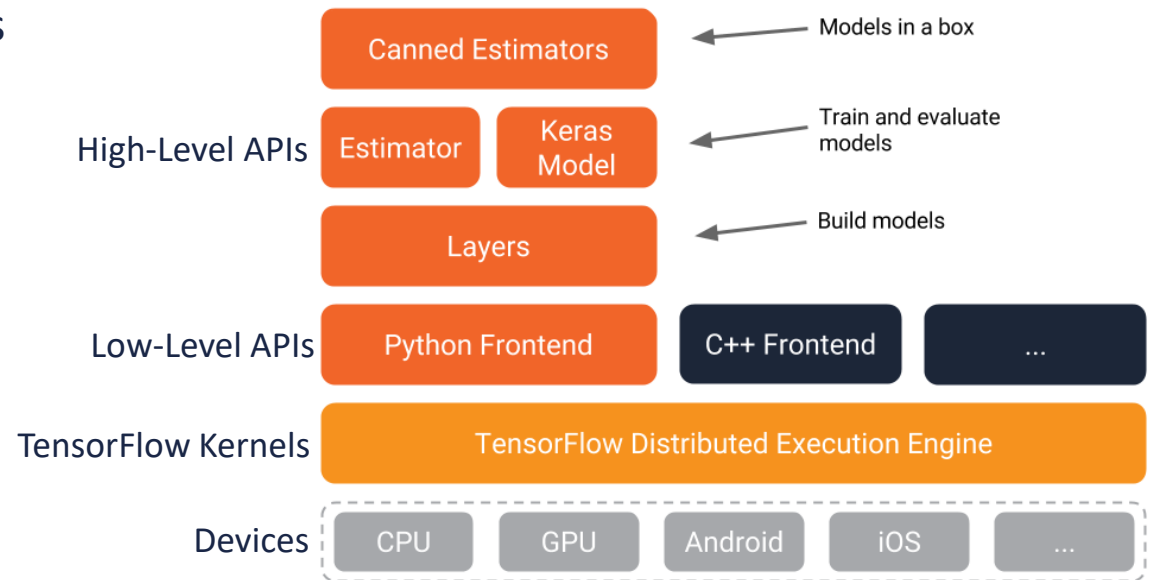 s
Canned Estimators
Models in a box
High-Level APIs
Estimator
Keras
Model
Train and evaluate
models
Layers
Build models
Low-Level APIs
Python Frontend
C++ Frontend
...
TensorFlow Kernels
TensorFlow Distributed Execution Engine
Devices
CPU
GPU
Android
iOS
...